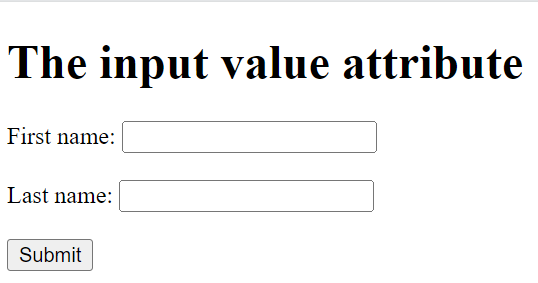 The input value attribute
First name:
Last name:
Submit